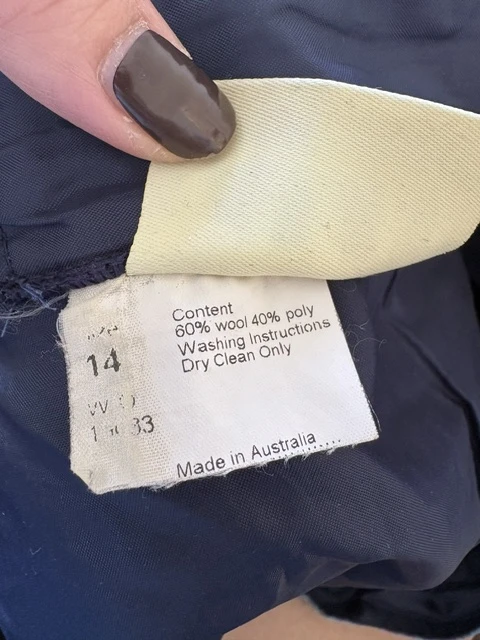 14
Content
60% wool 40% poly
Washing Instructions
Dry Clean Only
Made in Australia